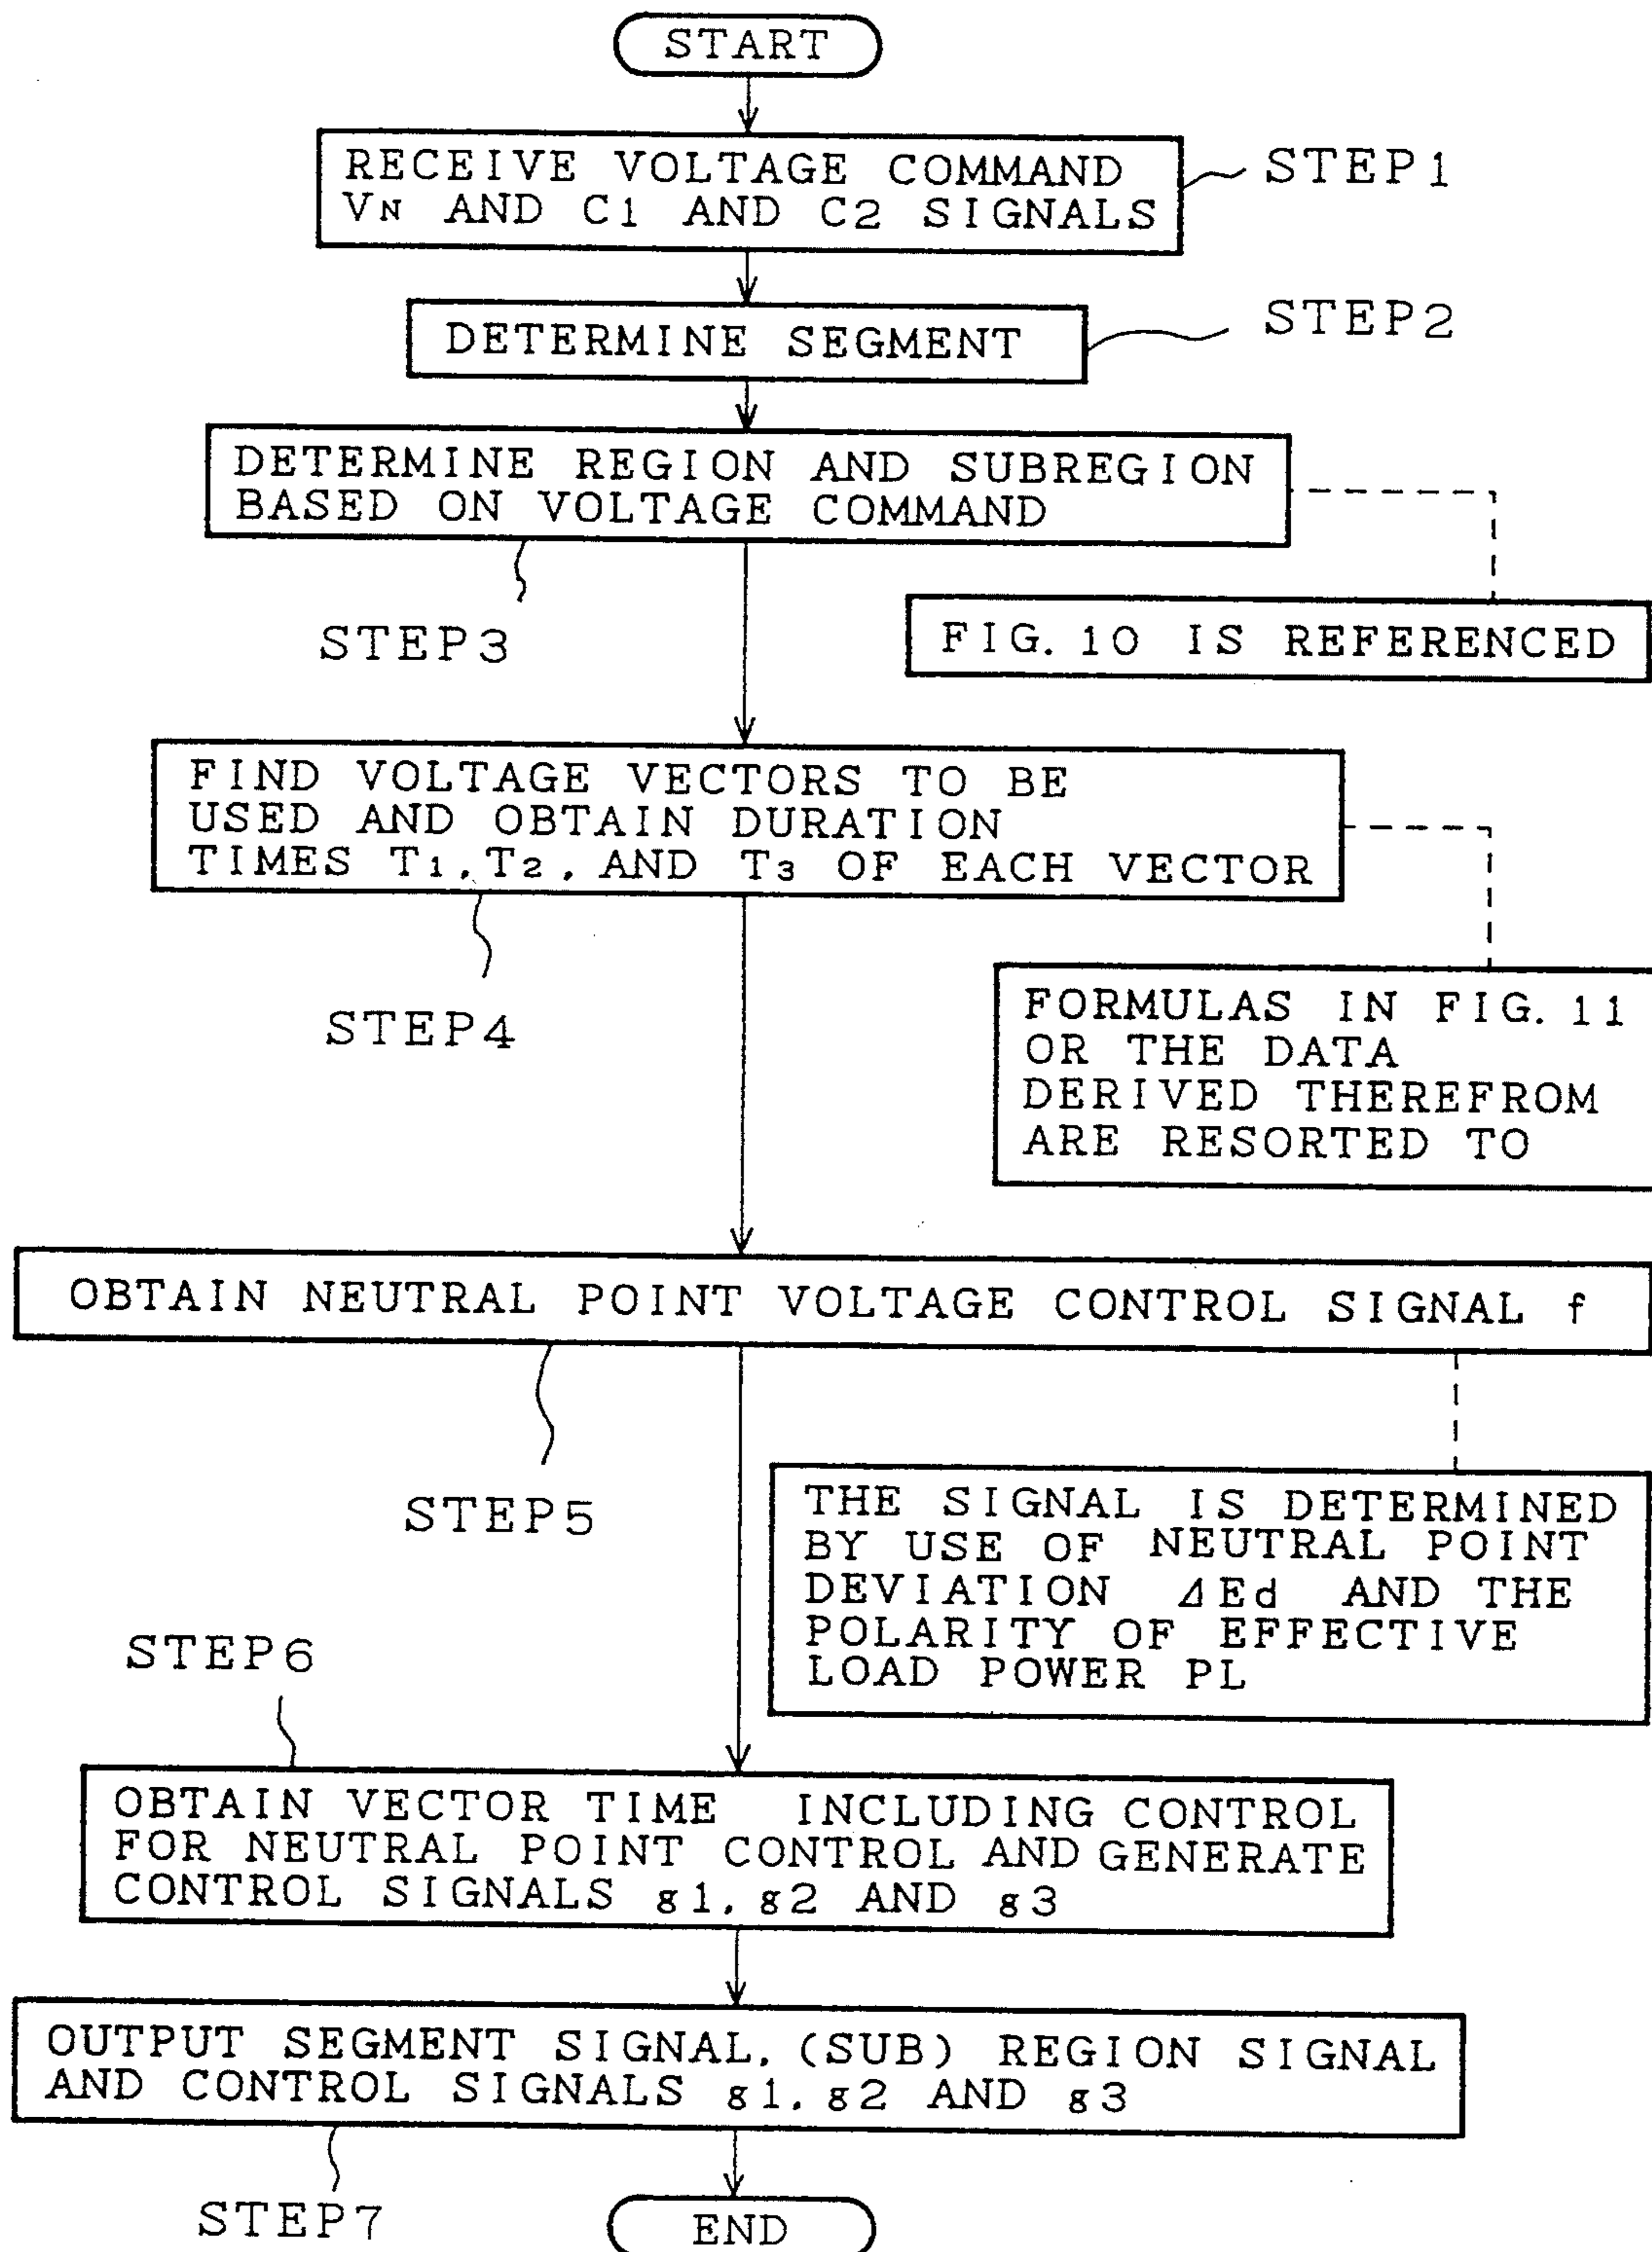 START
RECEIVE VOLTAGE COMMAND
VN AND C1 AND C2 SIGNALS
STEP1
DETERMINE SEGMENT
STEP2
DETERMINE REGION AND SUBREGION
BASED ON VOLTAGE COMMAND
STEP3
FIG. 10 IS REFERENCED
FIND VOLTAGE VECTORS TO BE
USED AND OBTAIN DURATION
TIMES T1, T2, AND T3 OF EACH VECTOR
STEP4
FORMULAS IN FIG. 11
OR THE DATA
DERIVED THEREFROM
ARE RESORTED TO
OBTAIN NEUTRAL POINT VOLTAGE CONTROL SIGNAL f
STEP5
THE SIGNAL IS DETERMINED
BY USE OF NEUTRAL POINT
DEVIATION ΔEd AND THE
POLARITY OF EFFECTIVE
LOAD POWER PL
STEP6
OBTAIN VECTOR TIME INCLUDING CONTROL
FOR NEUTRAL POINT CONTROL AND GENERATE
CONTROL SIGNALS g1, g2 AND g3
OUTPUT SEGMENT SIGNAL, (SUB) REGION SIGNAL
AND CONTROL SIGNALS g1, g2 AND g3
STEP7
END